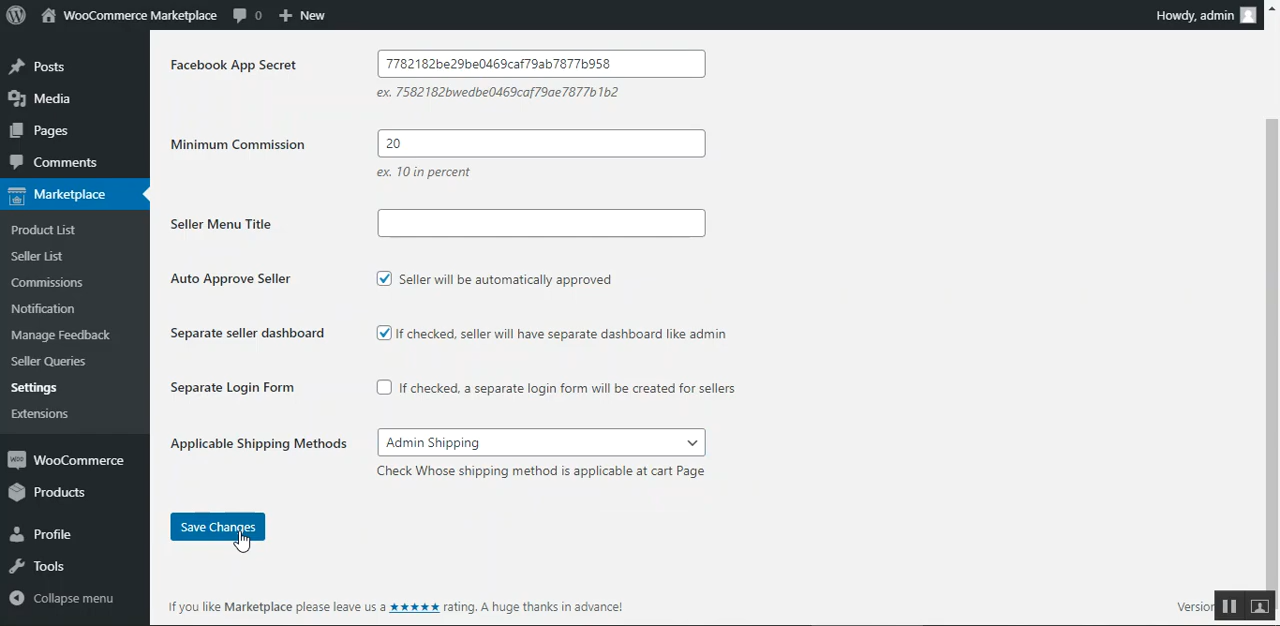 WooCommerce Marketplace 0 New Howdy, admin
Posts
Media
Pages
Comments
Marketplace
Product List
Seller List
Commissions
Notification
Manage Feedback
Seller Queries
Settings
Extensions
WooCommerce
Products
Profile
Tools
Collapse menu
Facebook App Secret 7782182be29be0469caf79ab7877b958
ex. 7582182bwedbe0469caf79ae7877b1b2
Minimum Commission 20
ex. 10 in percent
Seller Menu Title
Auto Approve Seller Seller will be automatically approved
Separate seller dashboard If checked, seller will have separate dashboard like admin
Separate Login Form If checked, a separate login form will be created for sellers
Applicable Shipping Methods Admin Shipping
Check Whose shipping method is applicable at cart Page
Save Changes
If you like Marketplace please leave us a ★★★★★ rating. A huge thanks in advance!